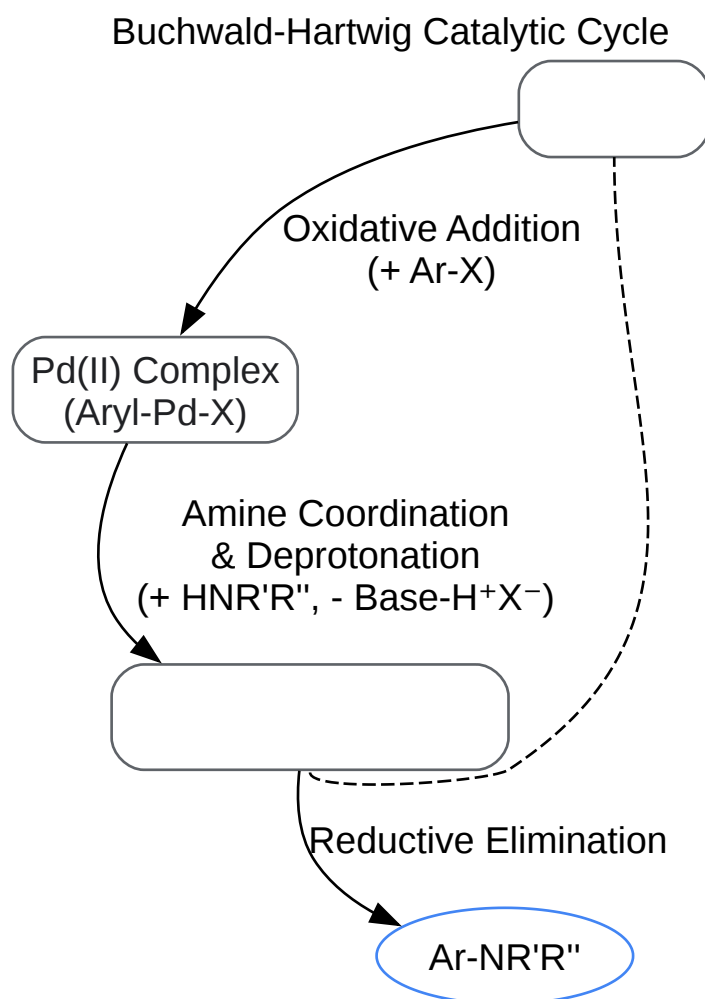 Buchwald-Hartwig Catalytic Cycle
Oxidative Addition
(+ Ar-X)
Pd(II) Complex
(Aryl-Pd-X)
Amine Coordination
& Deprotonation
(+ HNR'R", - Base-H⁺X⁻)
Reductive Elimination
Ar-NR'R"